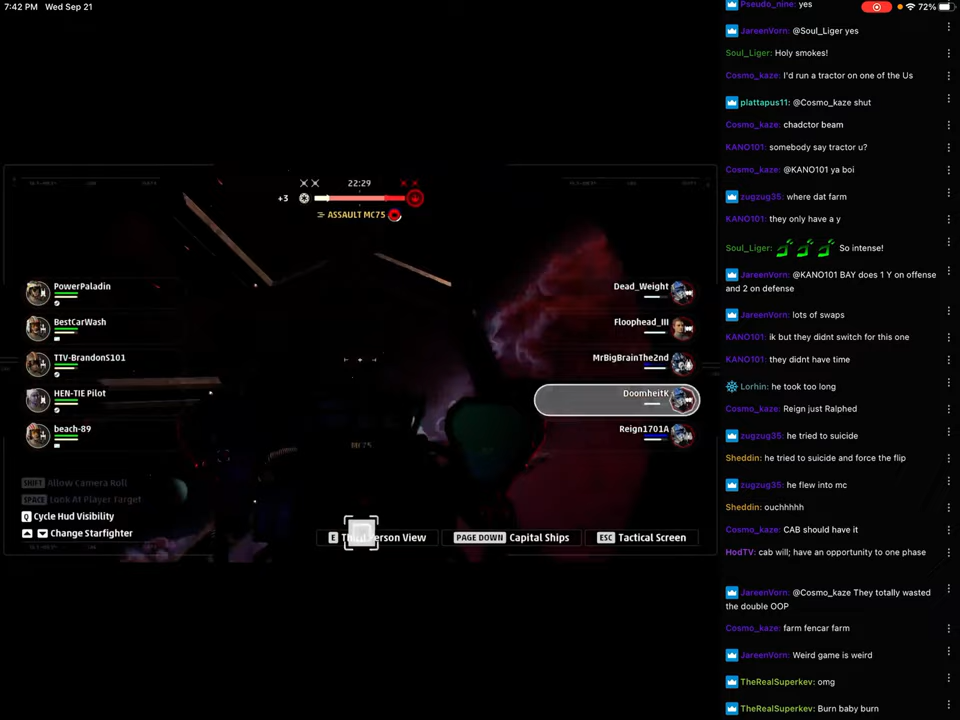 7:42 PM Wed Sep 21
72%
22:29
+3
ASSAULT MC75
PowerPaladin
BestCarWash
TTV-BrandonS101
HEN-TIE Pilot
beach-89
Dead_Weight
Floophead_III
MrBigBrainThe2nd
DoomheitK
Reign1701A
MC75
SHIFT Allow Camera Roll
SPACE Look At Player Target
Q Cycle Hud Visibility
Change Starfighter
E Third Person View
PAGE DOWN Capital Ships
ESC Tactical Screen
Pseudo_nine: yes
JareenVorn: @Soul_Liger yes
Soul_Liger: Holy smokes!
Cosmo_kaze: I'd run a tractor on one of the Us
plattapus11: @Cosmo_kaze shut
Cosmo_kaze: chadctor beam
KANO101: somebody say tractor u?
Cosmo_kaze: @KANO101 ya boi
zugzug35: where dat farm
KANO101: they only have a y
Soul_Liger: So intense!
JareenVorn: @KANO101 BAY does 1 Y on offense
and 2 on defense
JareenVorn: lots of swaps
KANO101: ik but they didnt switch for this one
KANO101: they didnt have time
Lorhin: he took too long
Cosmo_kaze: Reign just Ralphed
zugzug35: he tried to suicide
Sheddin: he tried to suicide and force the flip
zugzug35: he flew into mc
Sheddin: ouchhhhh
Cosmo_kaze: CAB should have it
HodTV: cab will; have an opportunity to one phase
JareenVorn: @Cosmo_kaze They totally wasted
the double OOP
Cosmo_kaze: farm fencar farm
JareenVorn: Weird game is weird
TheRealSuperkev: omg
TheRealSuperkev: Burn baby burn